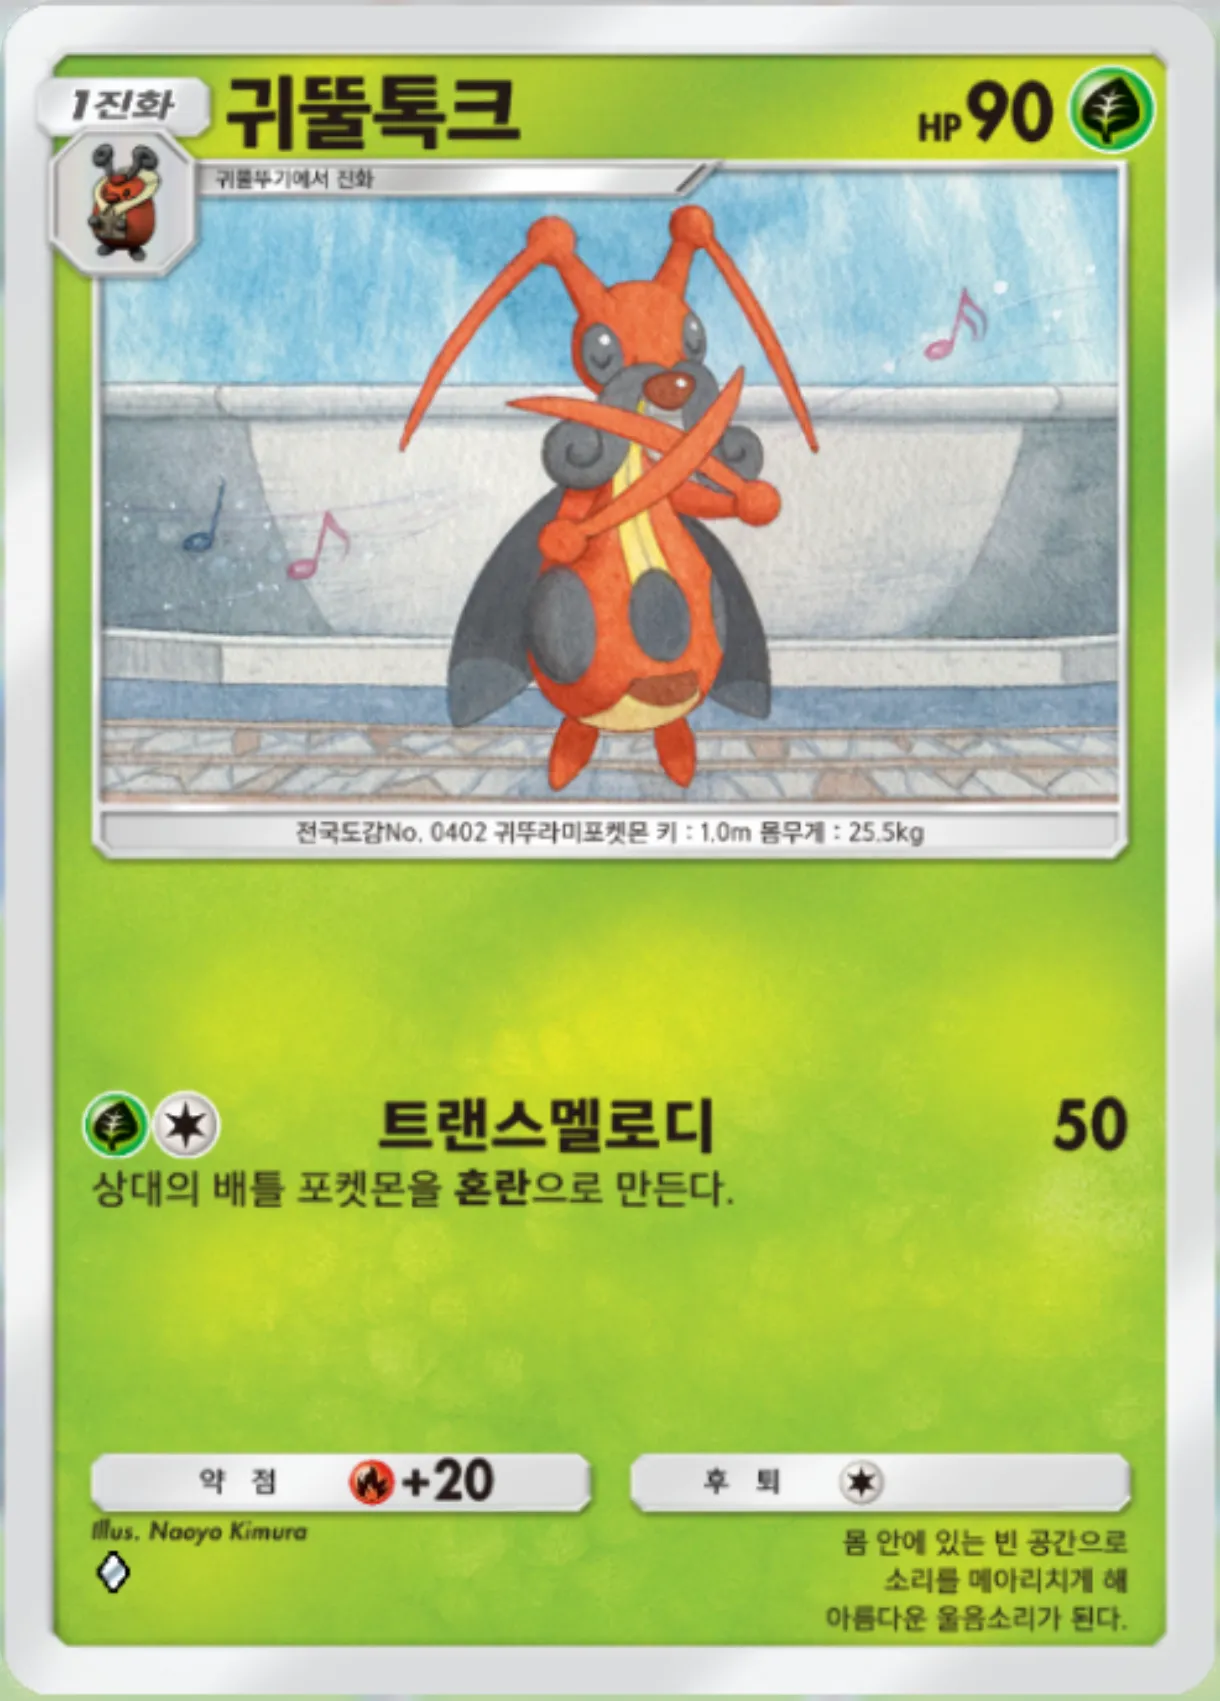 1진화
귀뚤톡크
HP 90
귀뚤뚜기에서 진화
전국도감No. 0402 귀뚜라미포켓몬 키 : 1.0m 몸무게 : 25.5kg
트랜스멜로디 50
상대의 배틀 포켓몬을 혼란으로 만든다.
약점 +20
후퇴
Illus. Naoyo Kimura
몸 안에 있는 빈 공간으로
소리를 메아리치게 해
아름다운 울음소리가 된다.